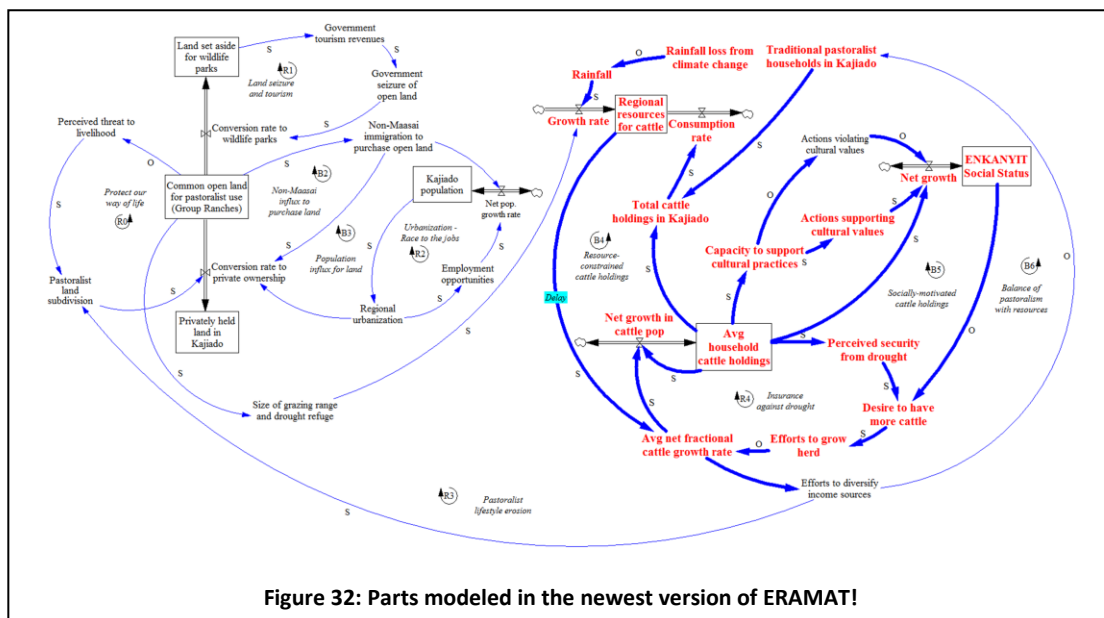 Government
tourism revenues
Land set aside
for wildlife
parks
S
S
R1
Land seizure
and tourism
Government
seizure of
open land
S
Perceived threat to
livelihood
Conversion rate to
wildlife parks
Non-Maasai
immigration to
purchase open land
O
S
S
Common open land
for pastoralist use
(Group Ranches)
Protect our
way of life
R0
B2
Non-Maasai
influx to
purchase land
Kajiado
population
Net pop.
growth rate
S
B3
Population
influx for land
Urbanization -
Race to the jobs
R2
S
S
S
Employment
opportunities
Conversion rate to
private ownership
S
S
S
Pastoralist
land
subdivision
Regional
urbanization
S
Privately held
land in
Kajiado
S
S
Size of grazing range
and drought refuge
R3
Pastoralist
lifestyle erosion
S
Rainfall loss from
climate change
O
Rainfall
S
Traditional pastoralist
households in Kajiado
Growth rate
Regional
resources
for cattle
Consumption
rate
S
S
Actions violating
cultural values
O
O
Net growth
ENKANYIT
Social Status
S
Total cattle
holdings in Kajiado
Actions supporting
cultural values
S
B4
Resource-
constrained
cattle holdings
Capacity to support
cultural practices
S
S
S
B5
Socially-motivated
cattle holdings
B6
Balance of
pastoralism
with resources
O
Delay
Net growth in
cattle pop
Avg
household
cattle holdings
S
Perceived security
from drought
O
S
S
R4
Insurance
against drought
S
S
S
Desire to have
more cattle
S
Efforts to grow
herd
O
Avg net fractional
cattle growth rate
Efforts to diversify
income sources
Figure 32: Parts modeled in the newest version of ERAMAT!